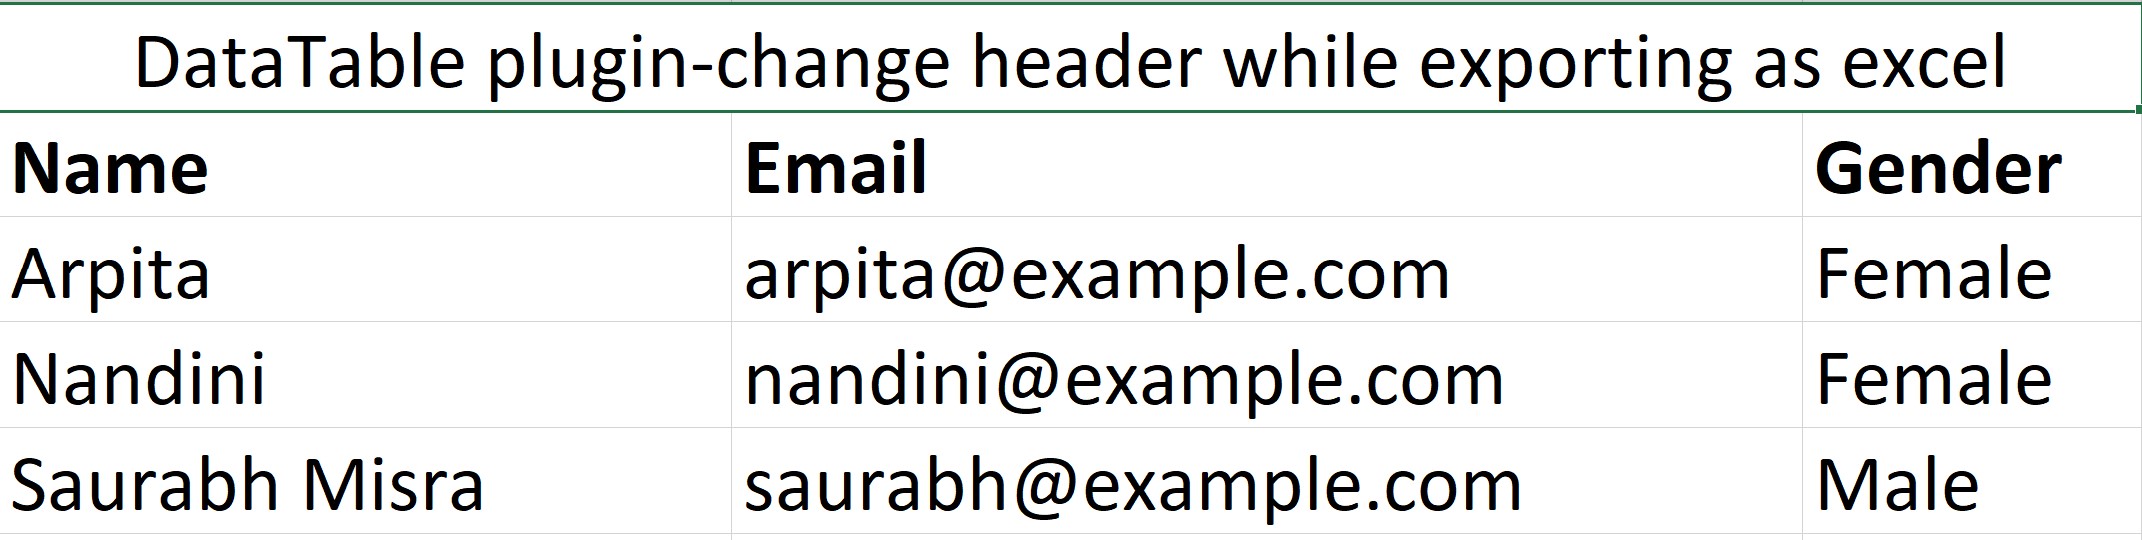 DataTable plugin-change header while exporting as excel
Name Email Gender
Arpita arpita@example.com Female
Nandini nandini@example.com Female
Saurabh Misra saurabh@example.com Male